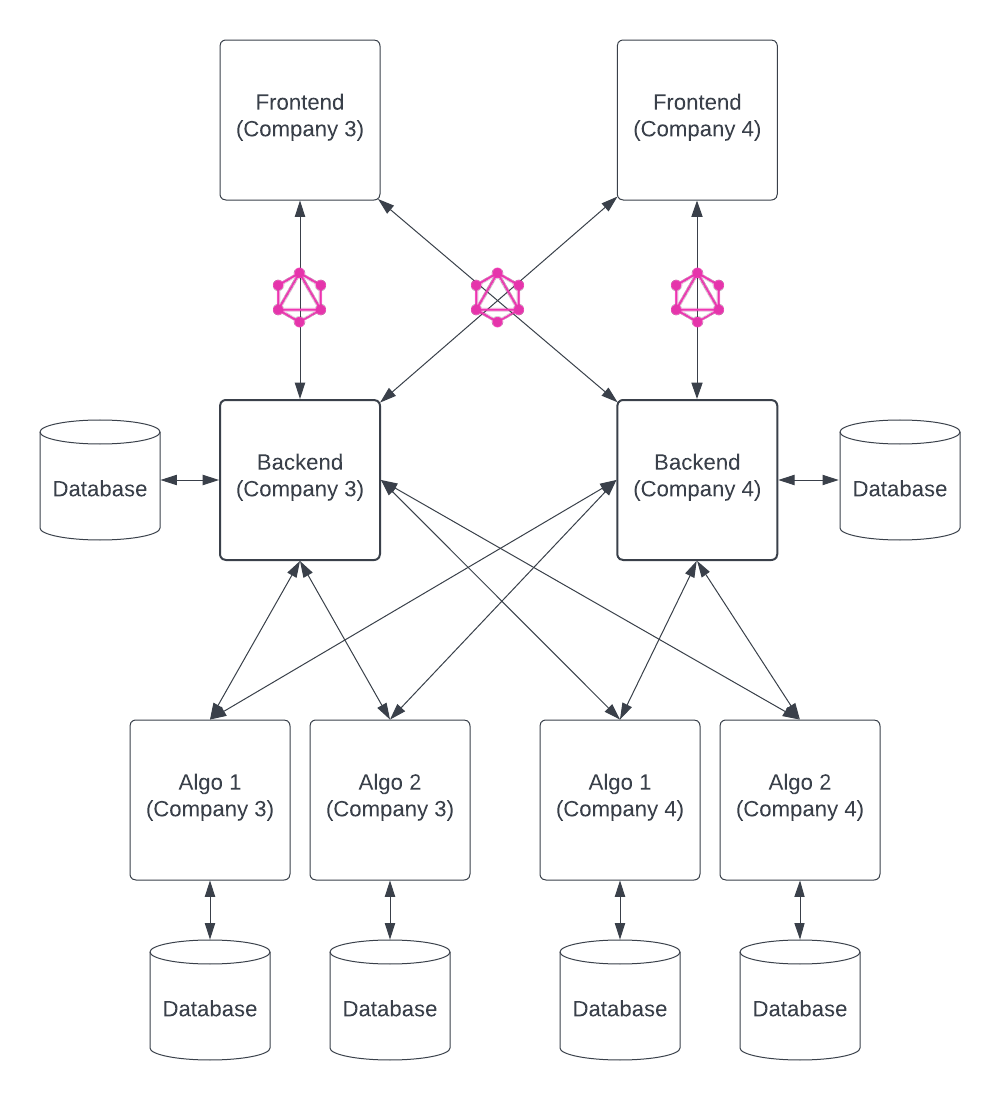 Frontend
(Company 3)
Frontend
(Company 4)
Database
Backend
(Company 3)
Backend
(Company 4)
Database
Algo 1
(Company 3)
Algo 2
(Company 3)
Algo 1
(Company 4)
Algo 2
(Company 4)
Database
Database
Database
Database